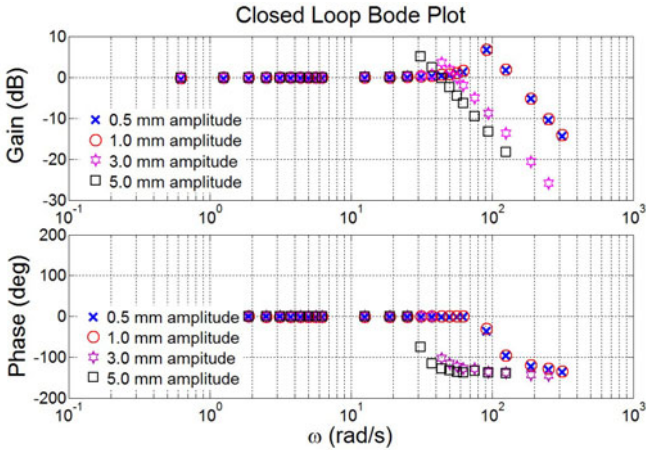 Closed Loop Bode Plot
Gain (dB)
10
0
-10
-20
-30
0.5 mm amplitude
1.0 mm amplitude
3.0 mm amplitude
5.0 mm amplitude
10^-1
10^0
10^1
10^2
10^3
Phase (deg)
200
100
0
-100
-200
0.5 mm amplitude
1.0 mm amplitude
3.0 mm ampitude
5.0 mm amplitude
10^-1
10^0
10^1
10^2
10^3
ω (rad/s)